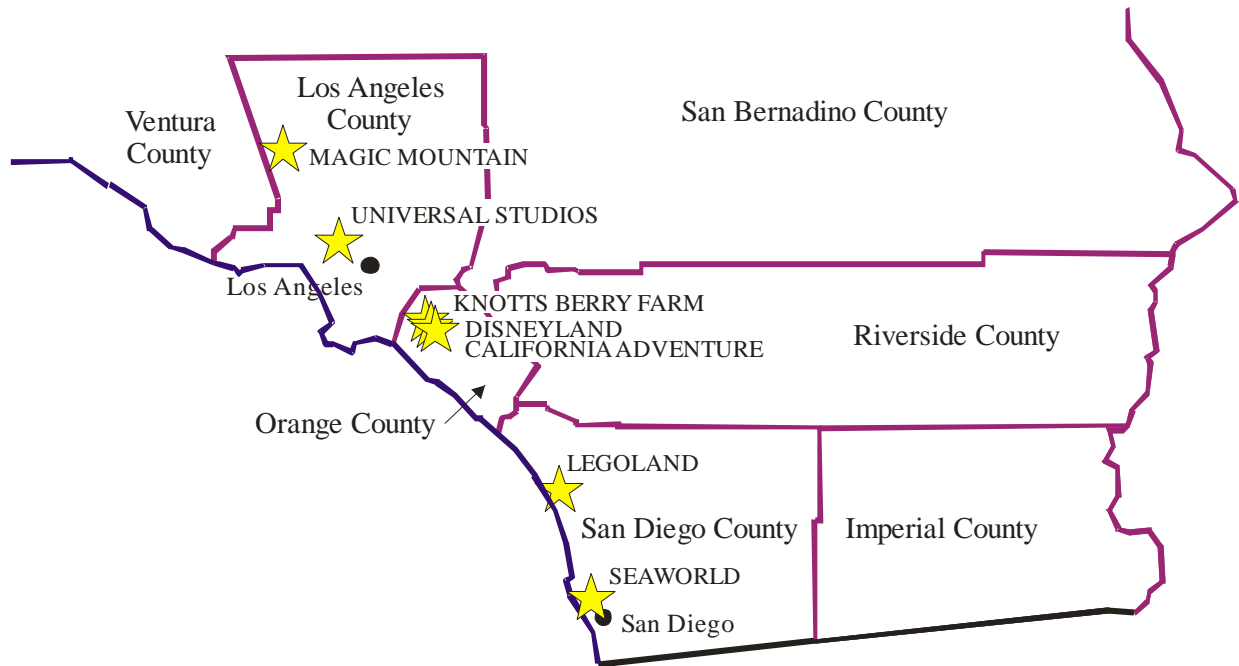 Los Angeles
County
San Bernadino County
Ventura
County
MAGIC MOUNTAIN
UNIVERSAL STUDIOS
Los Angeles
KNOTTS BERRY FARM
DISNEYLAND
CALIFORNIA ADVENTURE
Riverside County
Orange County
LEGOLAND
San Diego County
Imperial County
SEAWORLD
San Diego